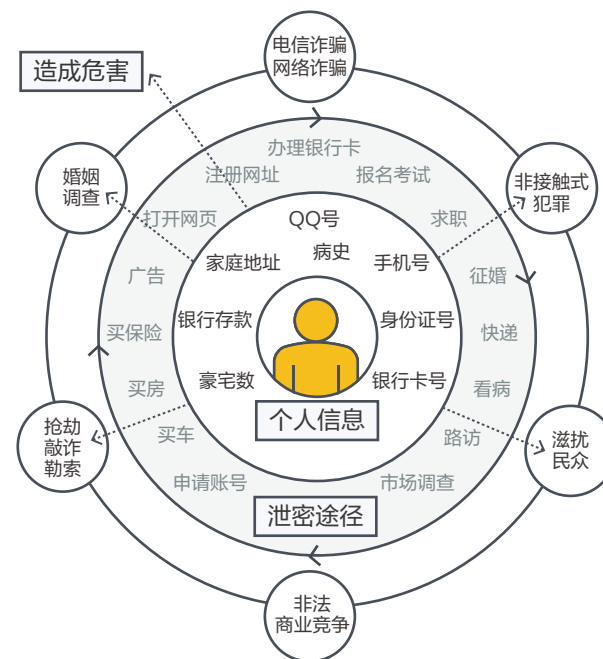 电信诈骗
网络诈骗
造成危害
办理银行卡
注册网址
报名考试
婚姻
调查
非接触式
犯罪
打开网页
QQ号
求职
病史
家庭地址
手机号
广告
征婚
银行存款
身份证号
买保险
快递
豪宅数
银行卡号
买房
看病
个人信息
抢劫
敲诈
勒索
买车
路访
滋扰
民众
申请账号
市场调查
泄密途径
非法
商业竞争